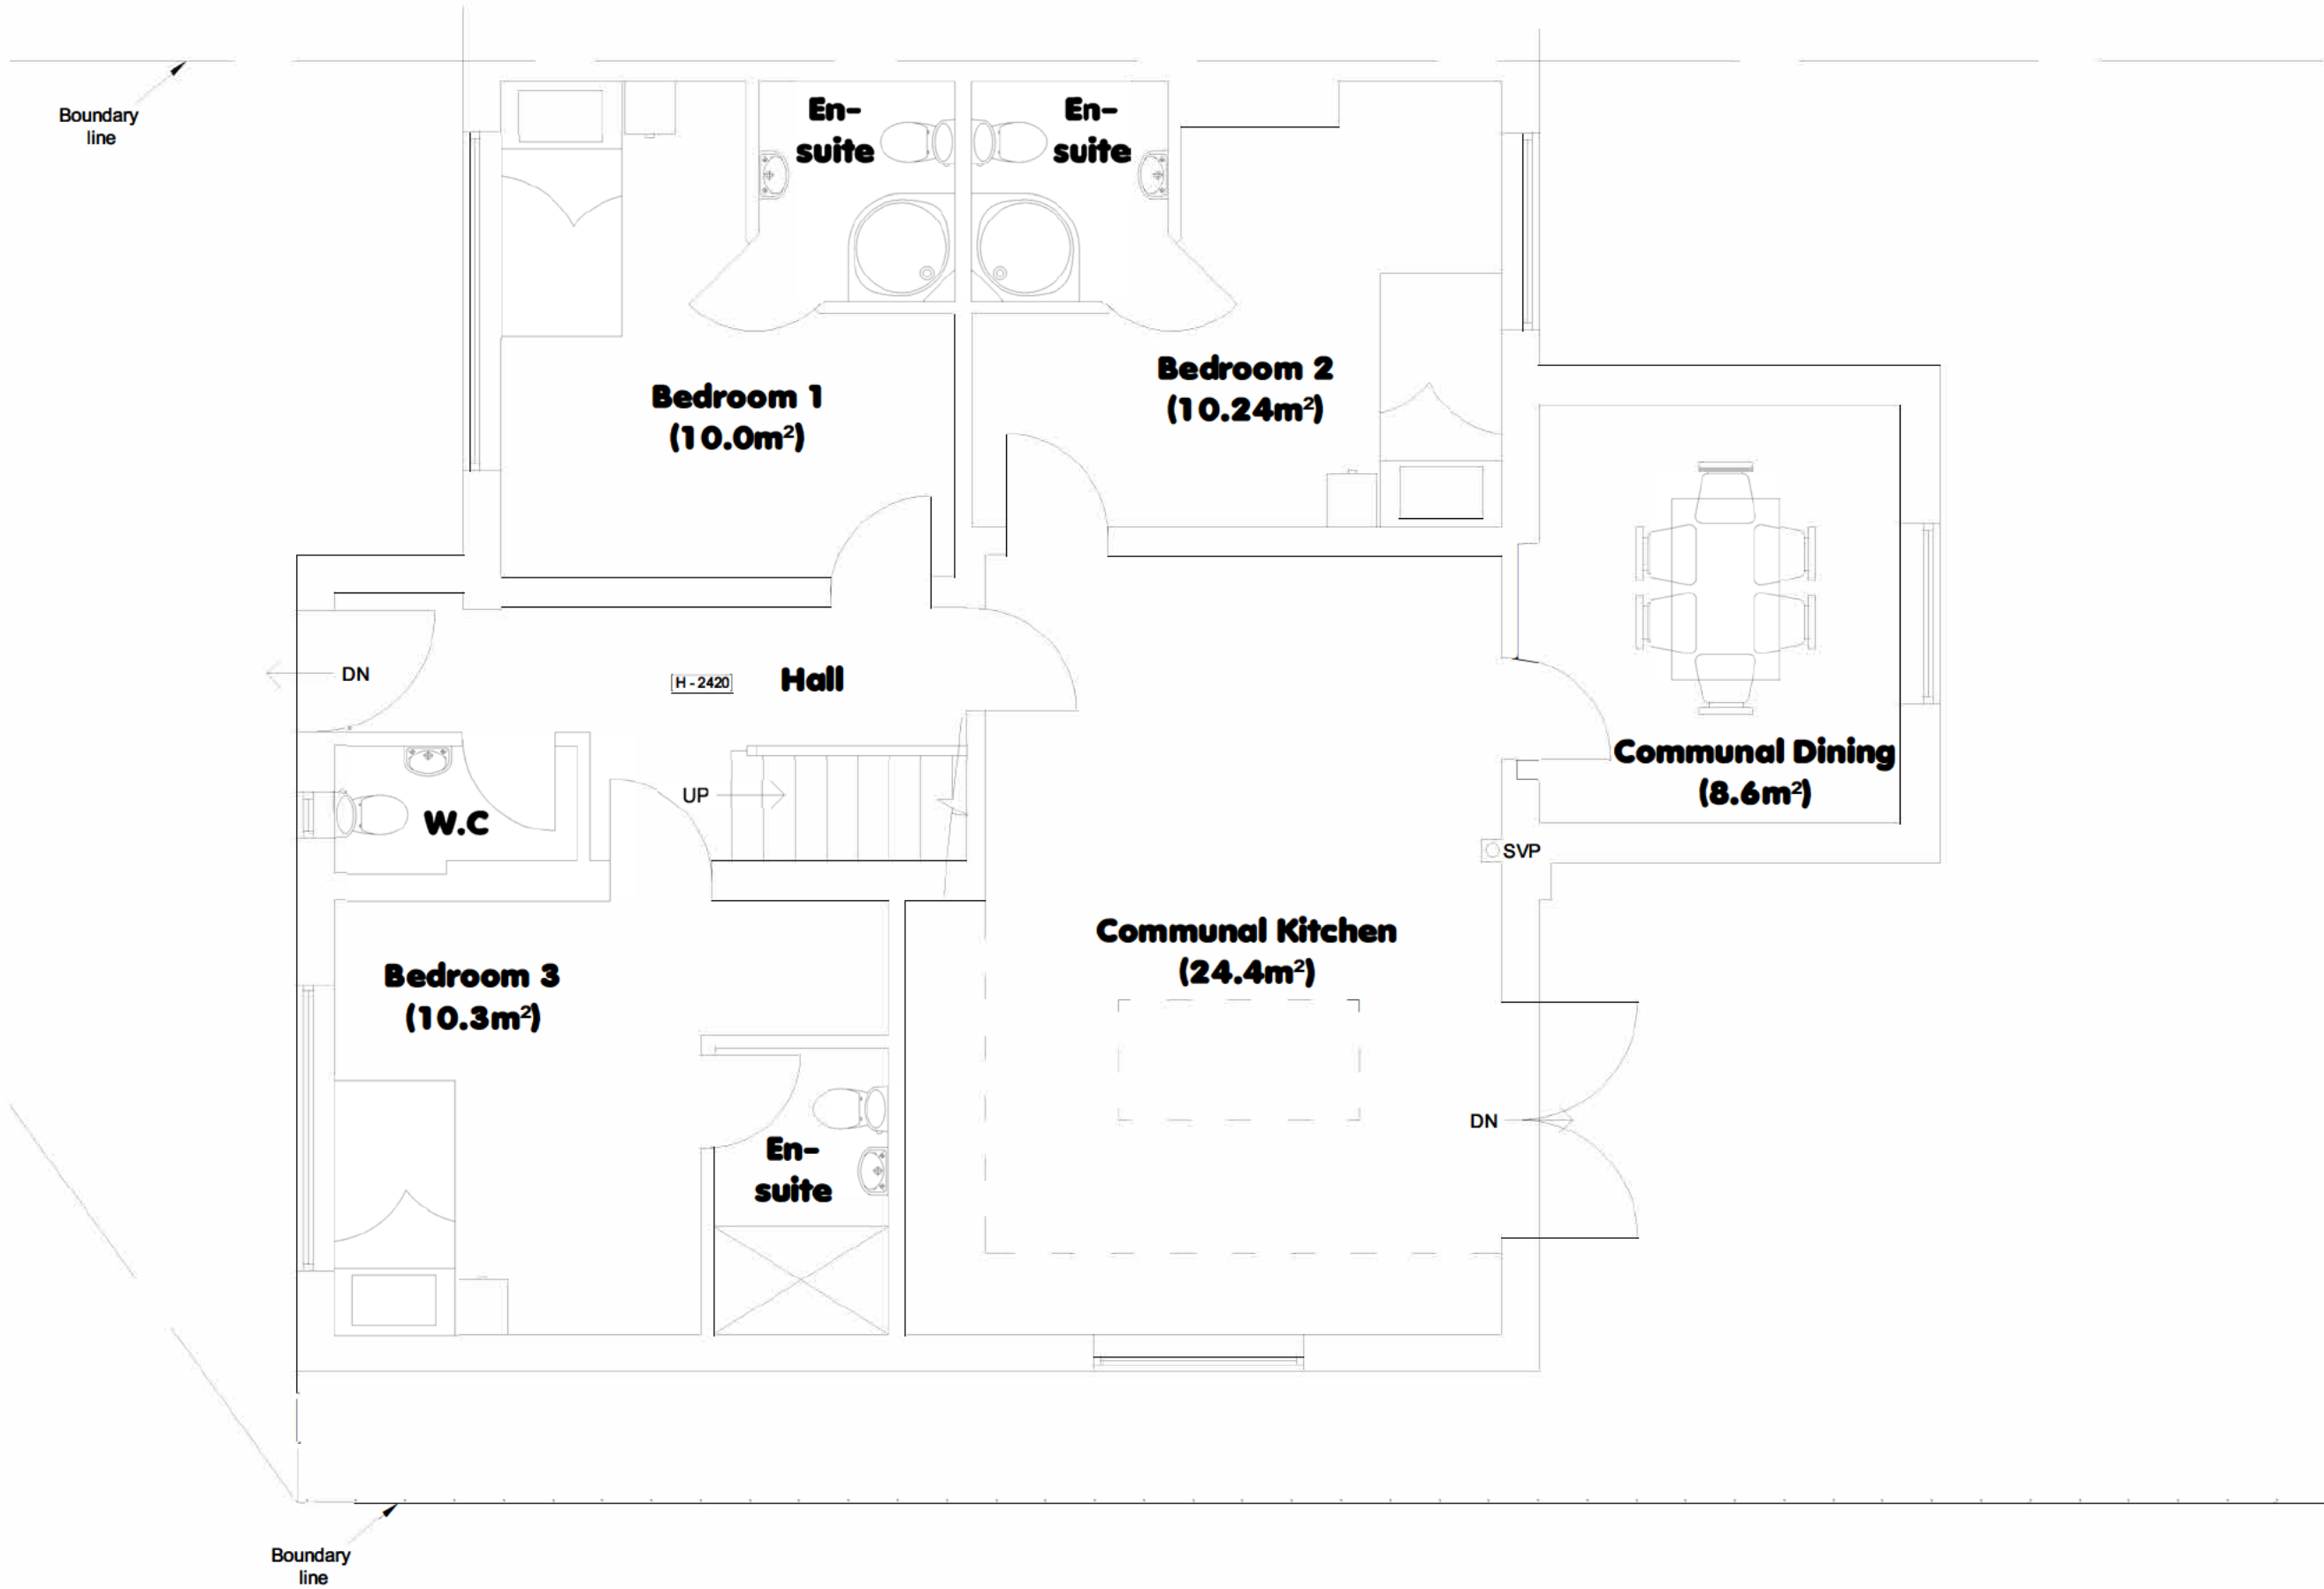 Boundary
line
En-
suite
En-
suite
Bedroom 1
(10.0m²)
Bedroom 2
(10.24m²)
DN
H - 2420
Hall
Communal Dining
(8.6m²)
UP
W.C
SVP
Communal Kitchen
(24.4m²)
Bedroom 3
(10.3m²)
DN
En-
suite
Boundary
line